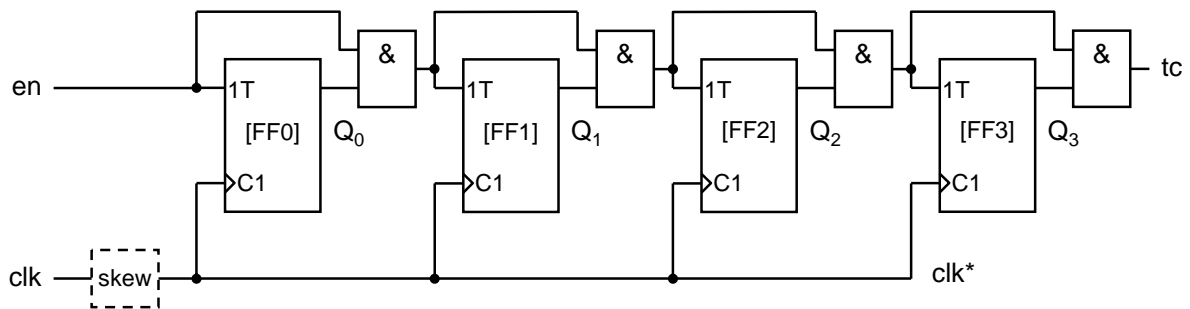 & & & &
en 1T 1T 1T 1T tc
[FF0] Q0 [FF1] Q1 [FF2] Q2 [FF3] Q3
C1 C1 C1 C1
clk skew clk*